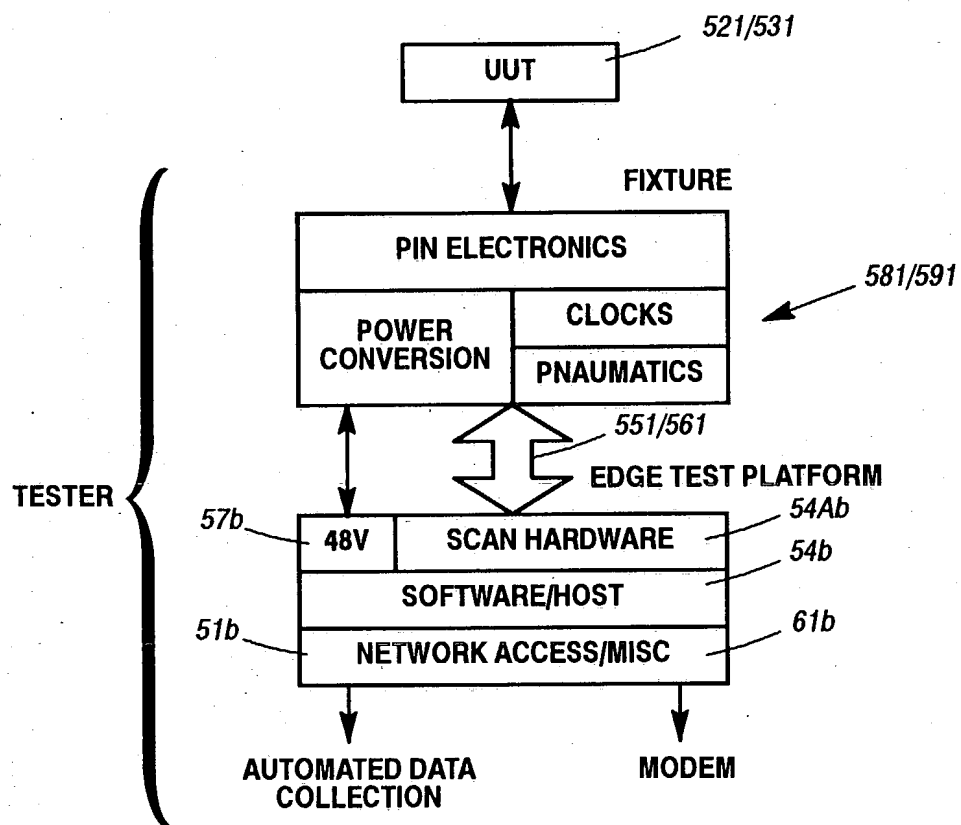 521/531
UUT
FIXTURE
PIN ELECTRONICS
581/591
POWER
CONVERSION
CLOCKS
PNAUMATICS
551/561
TESTER
EDGE TEST PLATFORM
57b
54Ab
48V
SCAN HARDWARE
54b
SOFTWARE/HOST
51b
61b
NETWORK ACCESS/MISC
AUTOMATED DATA
COLLECTION
MODEM